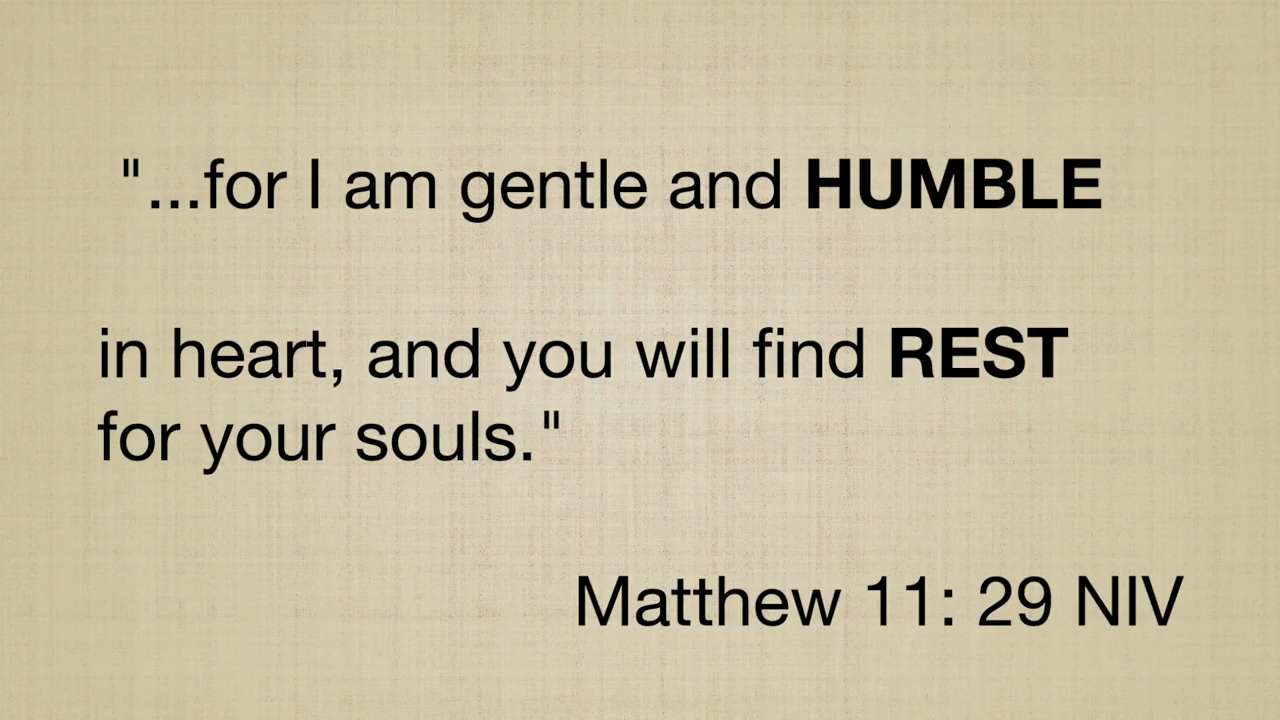 "...for I am gentle and HUMBLE
in heart, and you will find REST
for your souls."
Matthew 11: 29 NIV